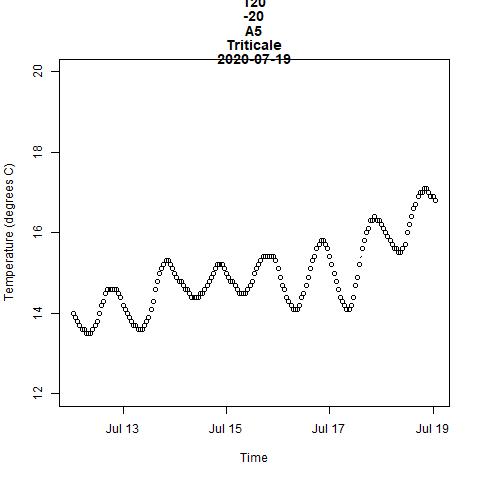 120
-20
A5
Triticale
2020-07-19
Temperature (degrees C)
20
18
16
14
12
Jul 13
Jul 15
Jul 17
Jul 19
Time